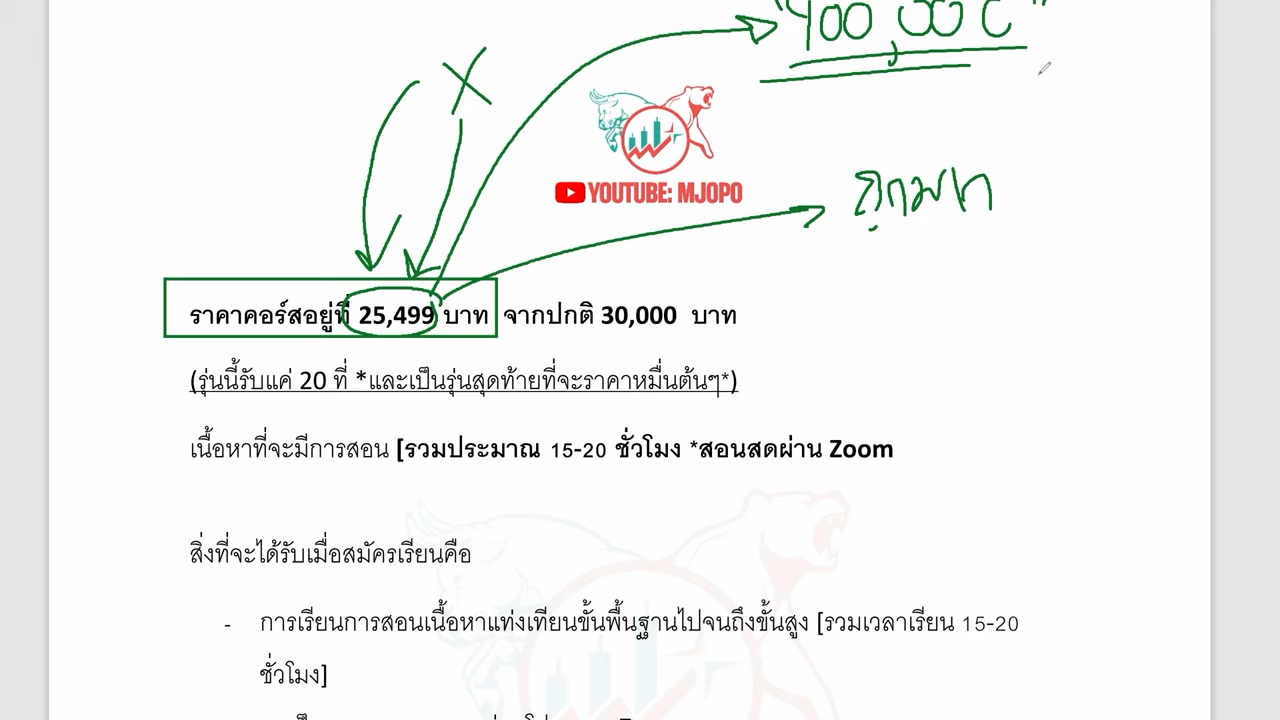 YOUTUBE: MJOPO
ถูกมาก
ราคาคอร์สอยู่ที่ 25,499 บาท จากปกติ 30,000 บาท
(รุ่นนี้รับแค่ 20 ที่ *และเป็นรุ่นสุดท้ายที่จะราคาหมื่นต้นๆ*)
เนื้อหาที่จะมีการสอน [รวมประมาณ 15-20 ชั่วโมง *สอนสดผ่าน Zoom
สิ่งที่จะได้รับเมื่อสมัครเรียนคือ
- การเรียนการสอนเนื้อหาแท่งเทียนขั้นพื้นฐานไปจนถึงขั้นสูง [รวมเวลาเรียน 15-20
ชั่วโมง]